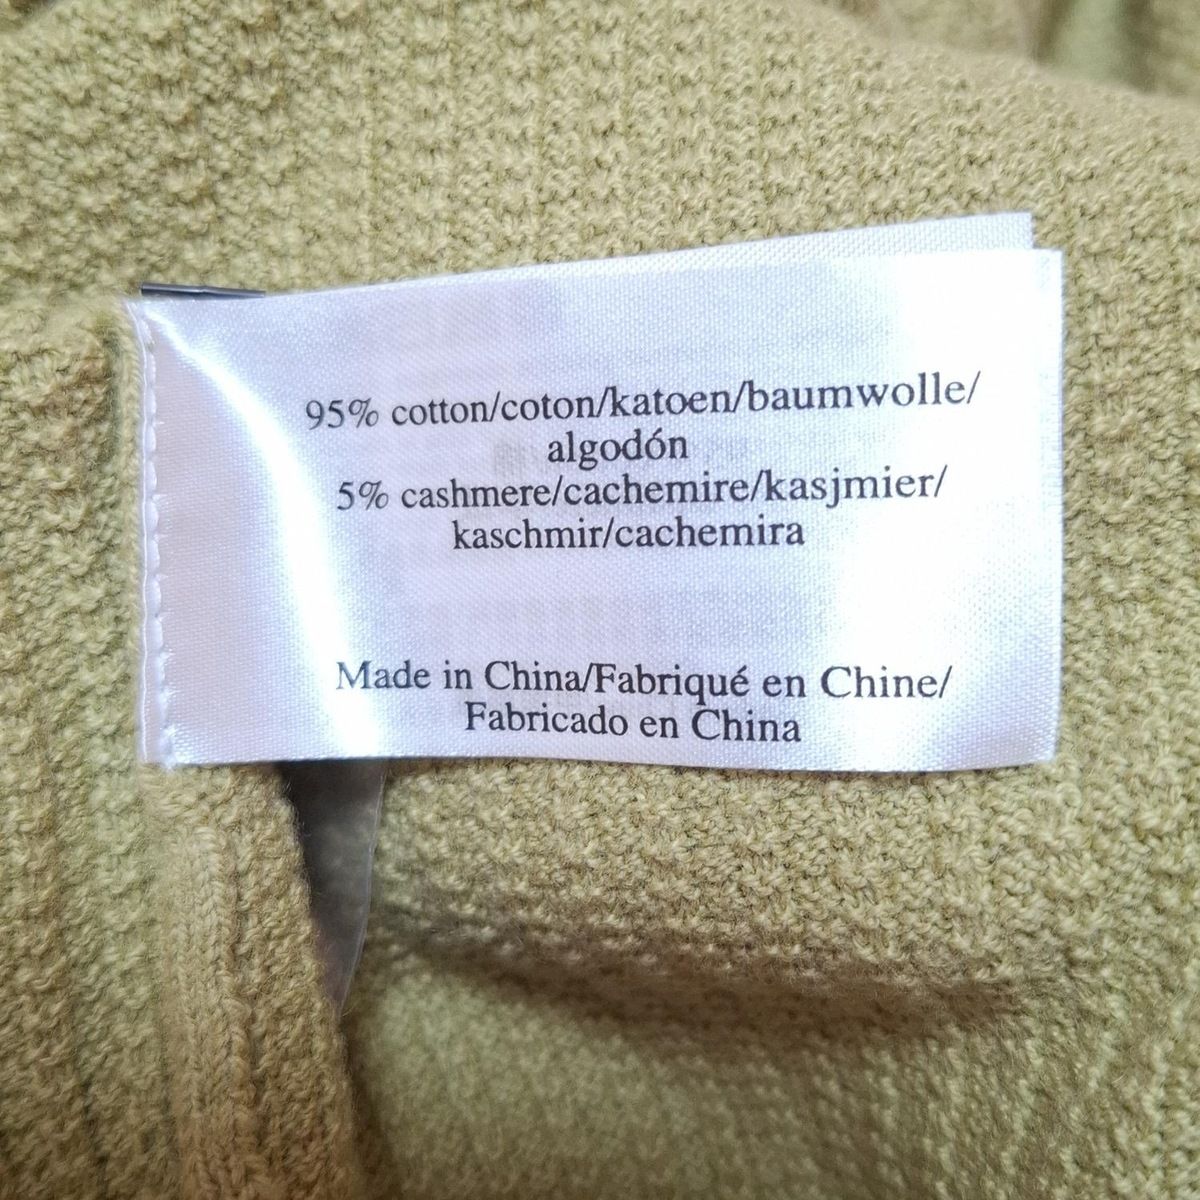 95% cotton/coton/katoen/baumwolle/
algodón
5% cashmere/cachemire/kasjmier/
kaschmir/cachemira
Made in China/Fabriqué en Chine/
Fabricado en China